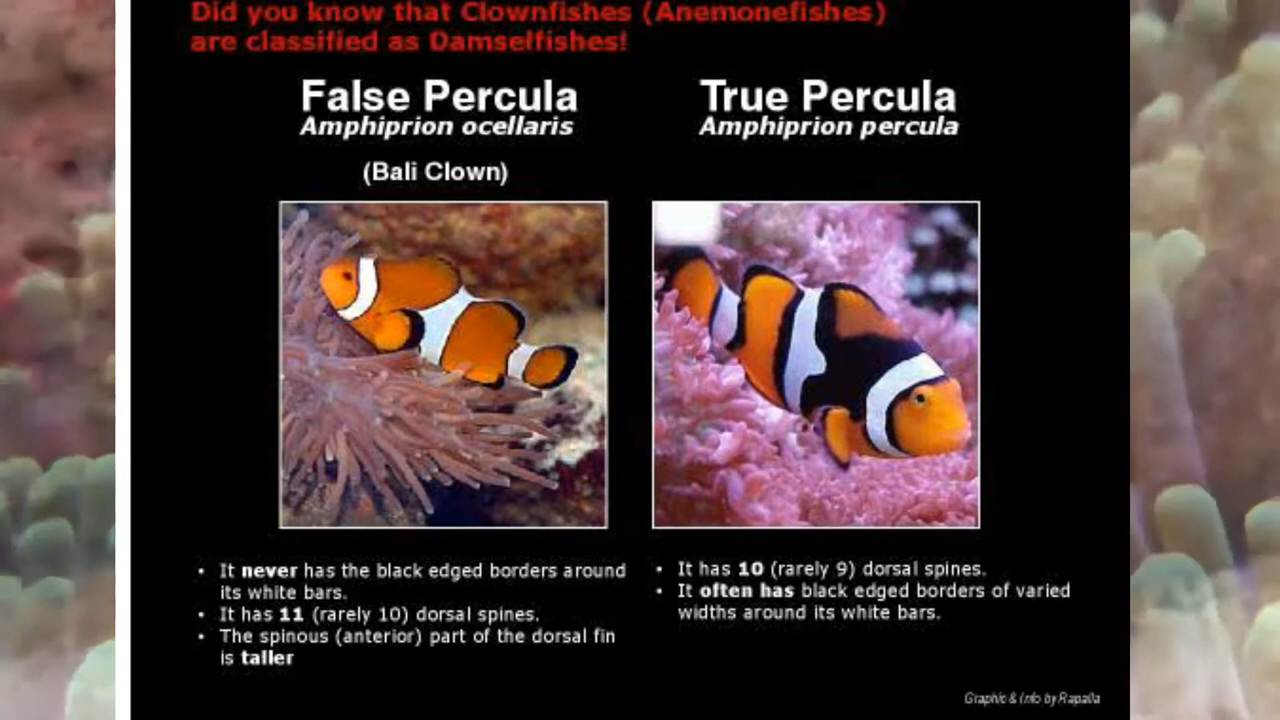 Did you know that Clownfishes (Anemonefishes)
are classified as Damselfishes!
False Percula
Amphiprion ocellaris
(Bali Clown)
True Percula
Amphiprion percula
• It never has the black edged borders around
its white bars.
• It has 11 (rarely 10) dorsal spines.
• The spinous (anterior) part of the dorsal fin
is taller
• It has 10 (rarely 9) dorsal spines.
• It often has black edged borders of varied
widths around its white bars.
Graphic & Info by Rapalla